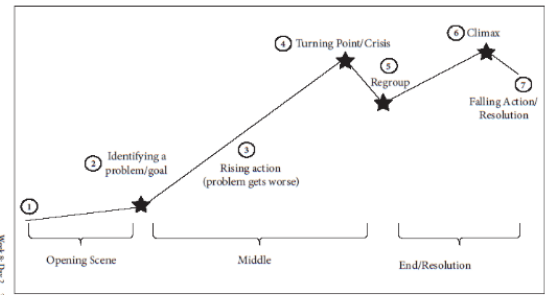 4 Turning Point/Crisis
6 Climax
5
Regroup
7
Falling Action/
Resolution
2 Identifying a
problem/goal
3
Rising action
(problem gets worse)
1
Opening Scene
Middle
End/Resolution